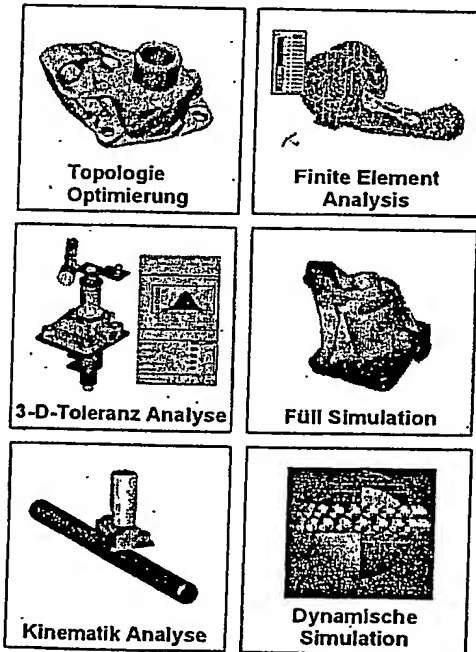 Topologie
Optimierung
Finite Element
Analysis
3-D-Toleranz Analyse
Füll Simulation
Kinematik Analyse
Dynamische
Simulation